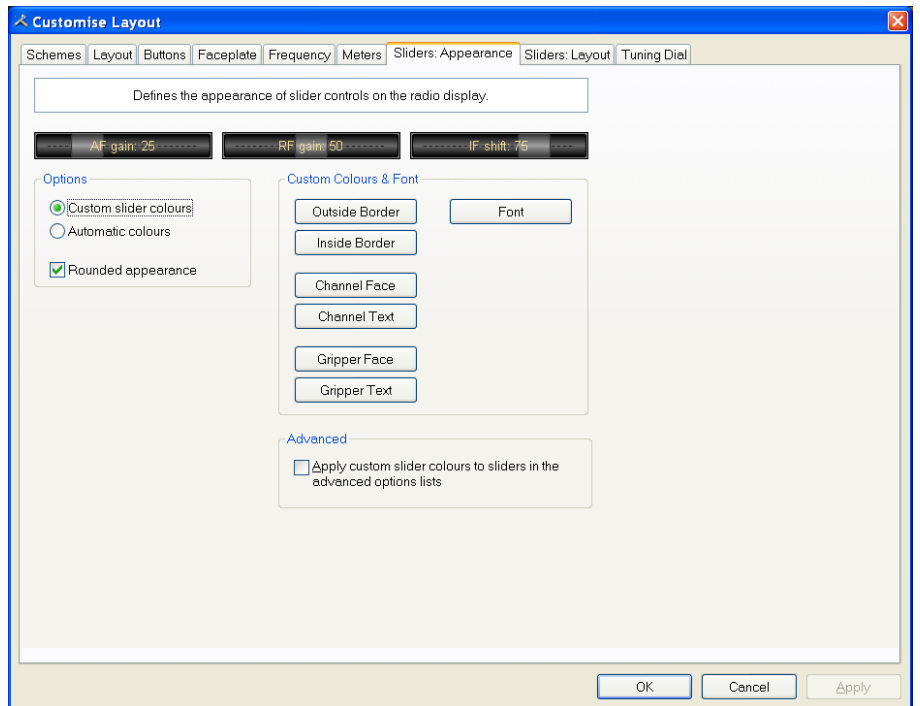 Customise Layout
Schemes Layout Buttons Faceplate Frequency Meters Sliders: Appearance Sliders: Layout Tuning Dial
Defines the appearance of slider controls on the radio display.
AF gain: 25 RF gain: 50 IF shift: 75
Options
Custom slider colours
Automatic colours
Rounded appearance
Custom Colours & Font
Outside Border Font
Inside Border
Channel Face
Channel Text
Gripper Face
Gripper Text
Advanced
Apply custom slider colours to sliders in the
advanced options lists
OK Cancel Apply